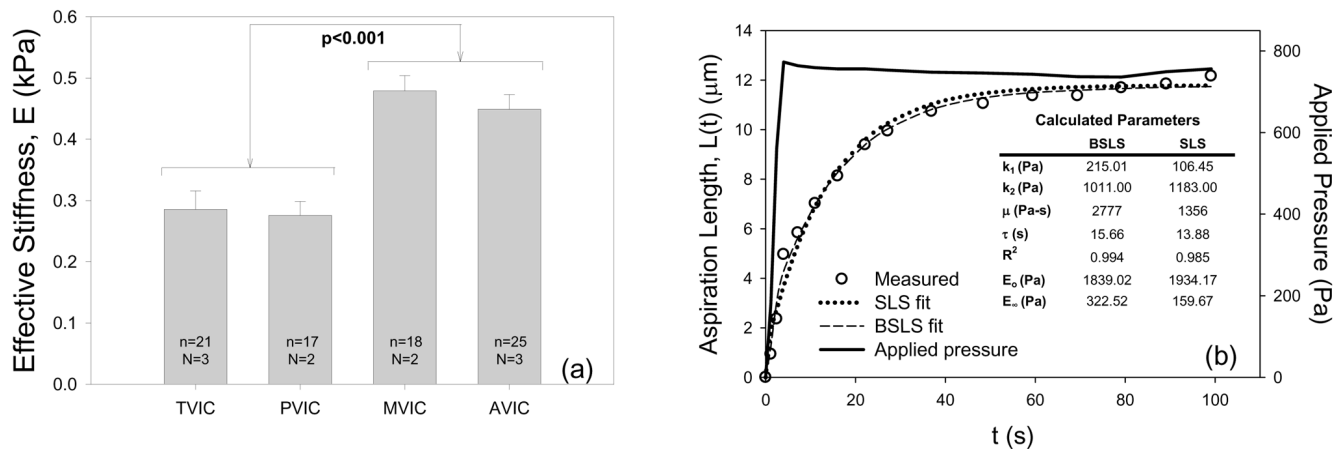 Effective Stiffness, E (kPa)
0.6
0.5
0.4
0.3
0.2
0.1
0.0
p<0.001
n=21
N=3
n=17
N=2
n=18
N=2
n=25
N=3
(a)
TVIC PVIC MVIC AVIC
Aspiration Length, L(t) (μm)
14
12
10
8
6
4
2
0
Calculated Parameters
BSLS SLS
k₁ (Pa) 215.01 106.45
k₂ (Pa) 1011.00 1183.00
μ (Pa-s) 2777 1356
τ (s) 15.66 13.88
R² 0.994 0.985
Eₒ (Pa) 1839.02 1934.17
E∞ (Pa) 322.52 159.67
Measured
SLS fit
BSLS fit
Applied pressure
(b)
800
600
400
200
0
Applied Pressure (Pa)
0 20 40 60 80 100
t (s)